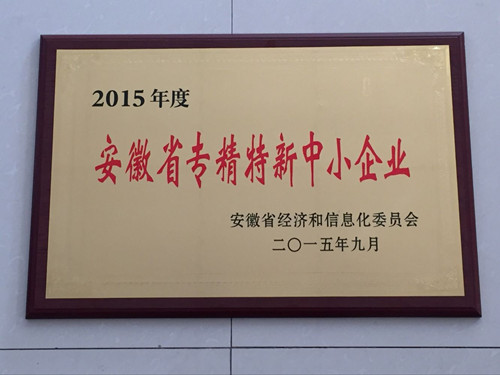 2015年度
安徽省专精特新中小企业
安徽省经济和信息化委员会
二〇一五年九月